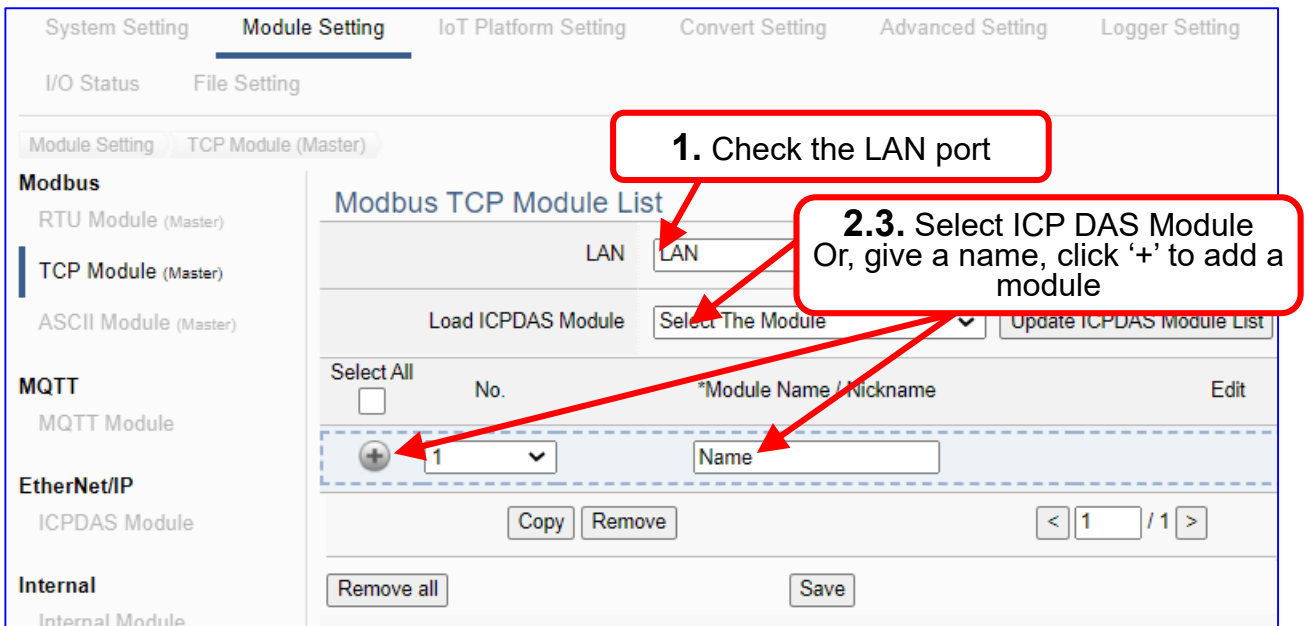 System Setting Module Setting IoT Platform Setting Convert Setting Advanced Setting Logger Setting
I/O Status File Setting
Module Setting TCP Module (Master)
1. Check the LAN port
Modbus
RTU Module (Master)
TCP Module (Master)
ASCII Module (Master)
MQTT
MQTT Module
EtherNet/IP
ICPDAS Module
Internal
Internal Module
Modbus TCP Module List
2.3. Select ICP DAS Module
Or, give a name, click ‘+’ to add a
module
LAN LAN
Load ICPDAS Module Select The Module Update ICPDAS Module List
Select All No. *Module Name / Nickname Edit
1 Name
Copy Remove < 1 / 1 >
Remove all Save